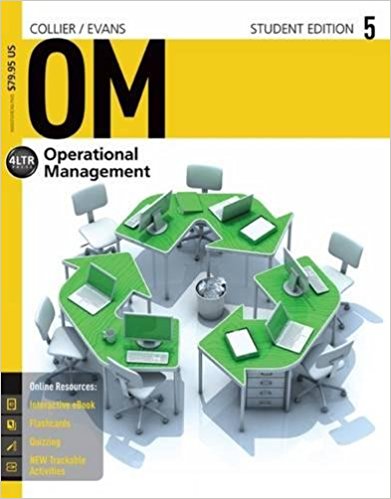 COLLIER / EVANS
STUDENT EDITION 5
$79.95 US
OM
4LTR
PRESS
Operational
Management
Online Resources:
Interactive eBook
Flashcards
Quizzing
NEW Trackable
Activities